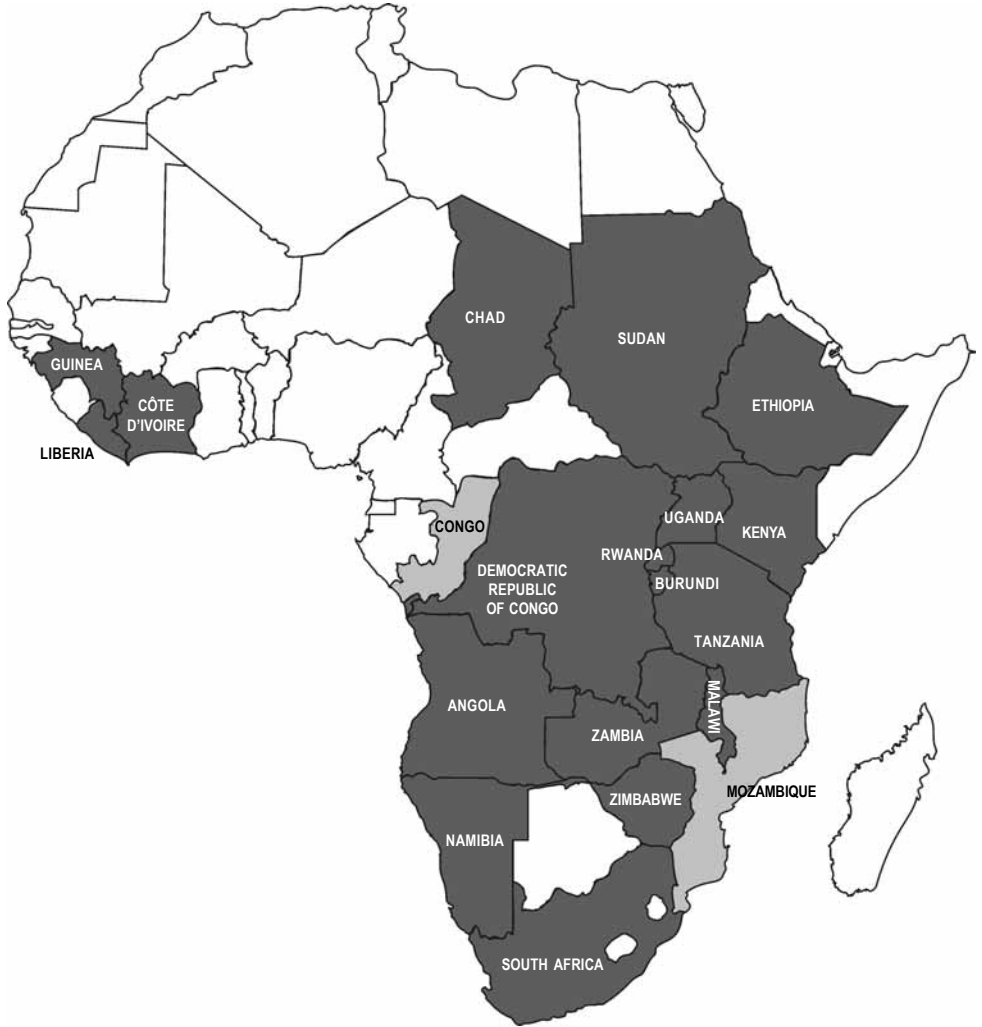 CHAD
SUDAN
GUINEA
CÔTE
D'IVOIRE
ETHIOPIA
LIBERIA
UGANDA
CONGO
KENYA
RWANDA
DEMOCRATIC
REPUBLIC
OF CONGO
BURUNDI
TANZANIA
MALAWI
ANGOLA
ZAMBIA
MOZAMBIQUE
ZIMBABWE
NAMIBIA
SOUTH AFRICA